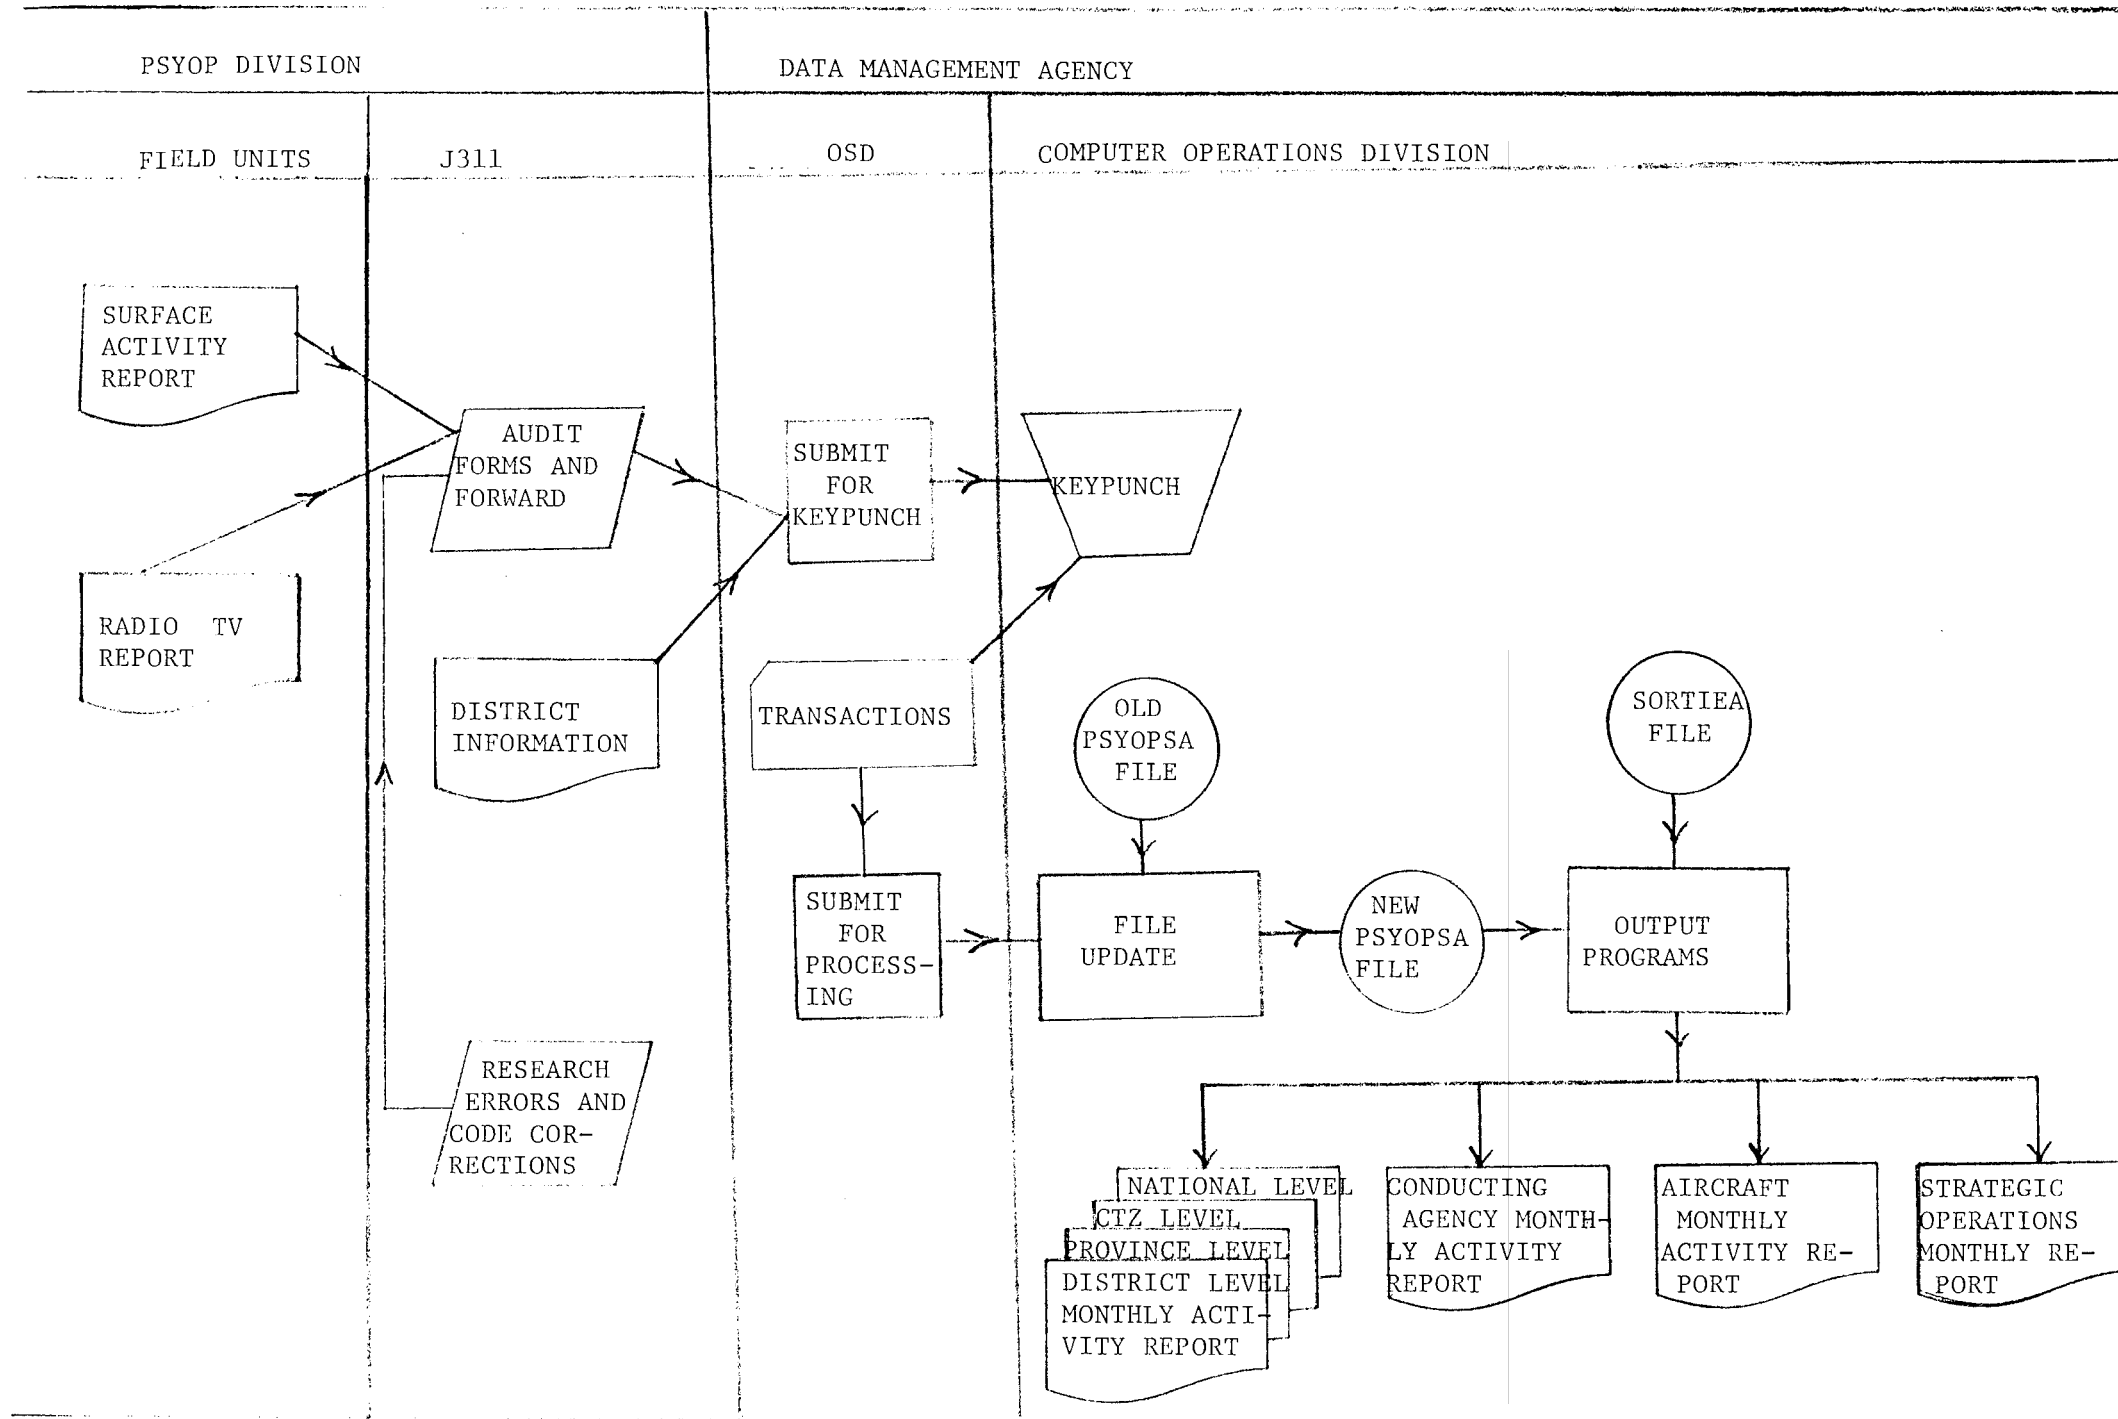 PSYOP DIVISION
DATA MANAGEMENT AGENCY
FIELD UNITS
J311
OSD
COMPUTER OPERATIONS DIVISION
SURFACE
ACTIVITY
REPORT
AUDIT
FORMS AND
FORWARD
SUBMIT
FOR
KEYPUNCH
KEYPUNCH
RADIO TV
REPORT
DISTRICT
INFORMATION
TRANSACTIONS
OLD
PSYOPSA
FILE
SORTIEA
FILE
SUBMIT
FOR
PROCESS-
ING
FILE
UPDATE
NEW
PSYOPSA
FILE
OUTPUT
PROGRAMS
RESEARCH
ERRORS AND
CODE COR-
RECTIONS
NATIONAL LEVEL
CTZ LEVEL
PROVINCE LEVEL
DISTRICT LEVEL
MONTHLY ACTI-
VITY REPORT
CONDUCTING
AGENCY MONTH-
LY ACTIVITY
REPORT
AIRCRAFT
MONTHLY
ACTIVITY RE-
PORT
STRATEGIC
OPERATIONS
MONTHLY RE-
PORT